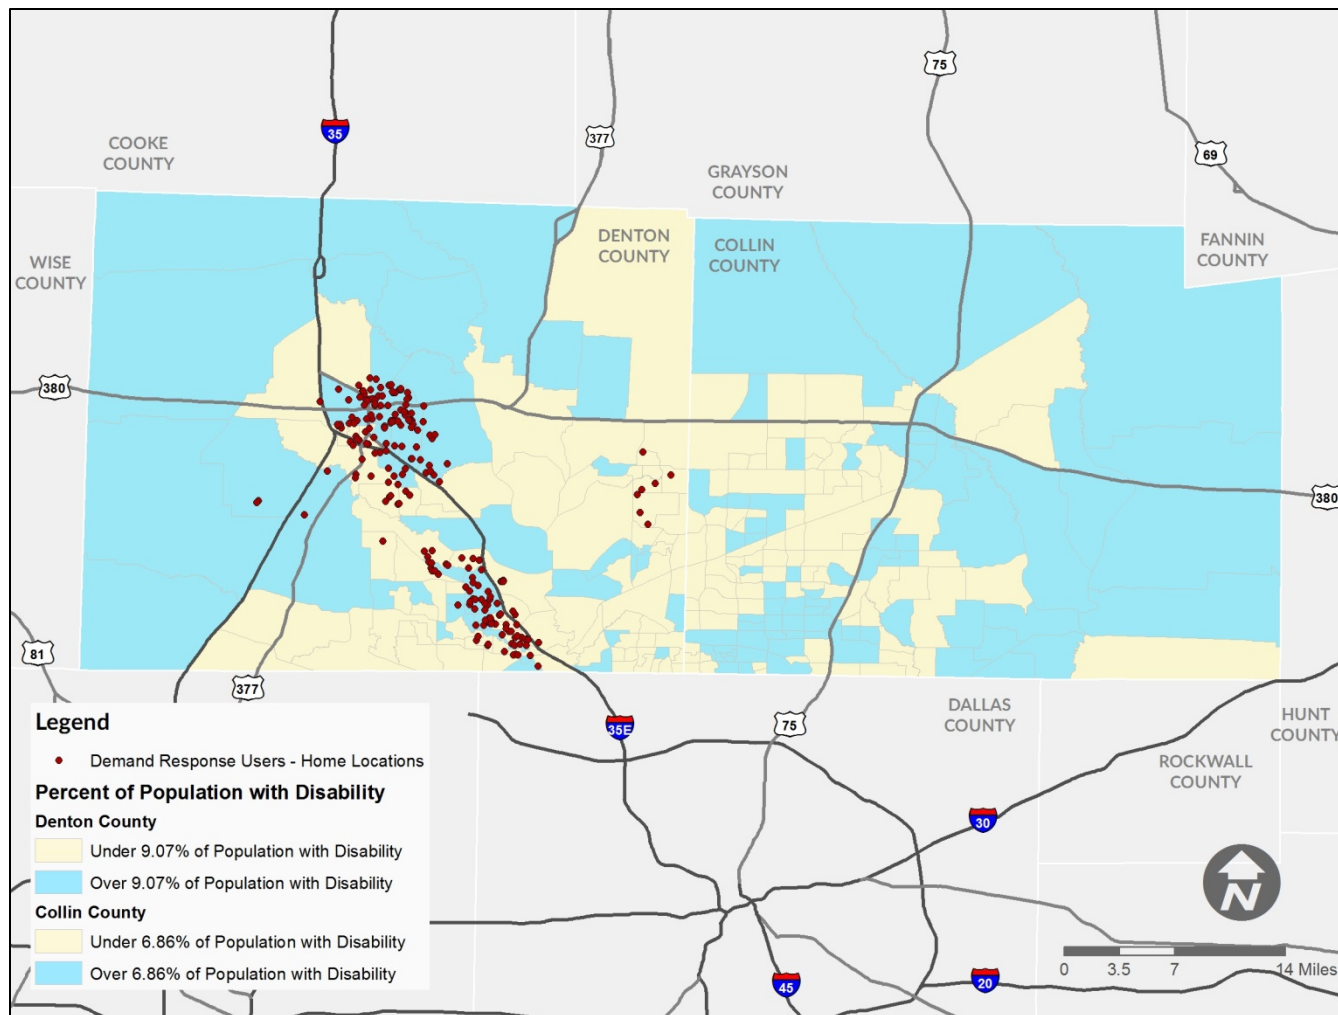 75
35
377
COOKE
COUNTY
69
GRAYSON
COUNTY
DENTON
COUNTY
COLLIN
COUNTY
FANNIN
COUNTY
WISE
COUNTY
380
380
81
377
35E
75
DALLAS
COUNTY
HUNT
COUNTY
ROCKWALL
COUNTY
30
45
20
N
0 3.5 7 14 Miles
Legend
Demand Response Users - Home Locations
Percent of Population with Disability
Denton County
Under 9.07% of Population with Disability
Over 9.07% of Population with Disability
Collin County
Under 6.86% of Population with Disability
Over 6.86% of Population with Disability